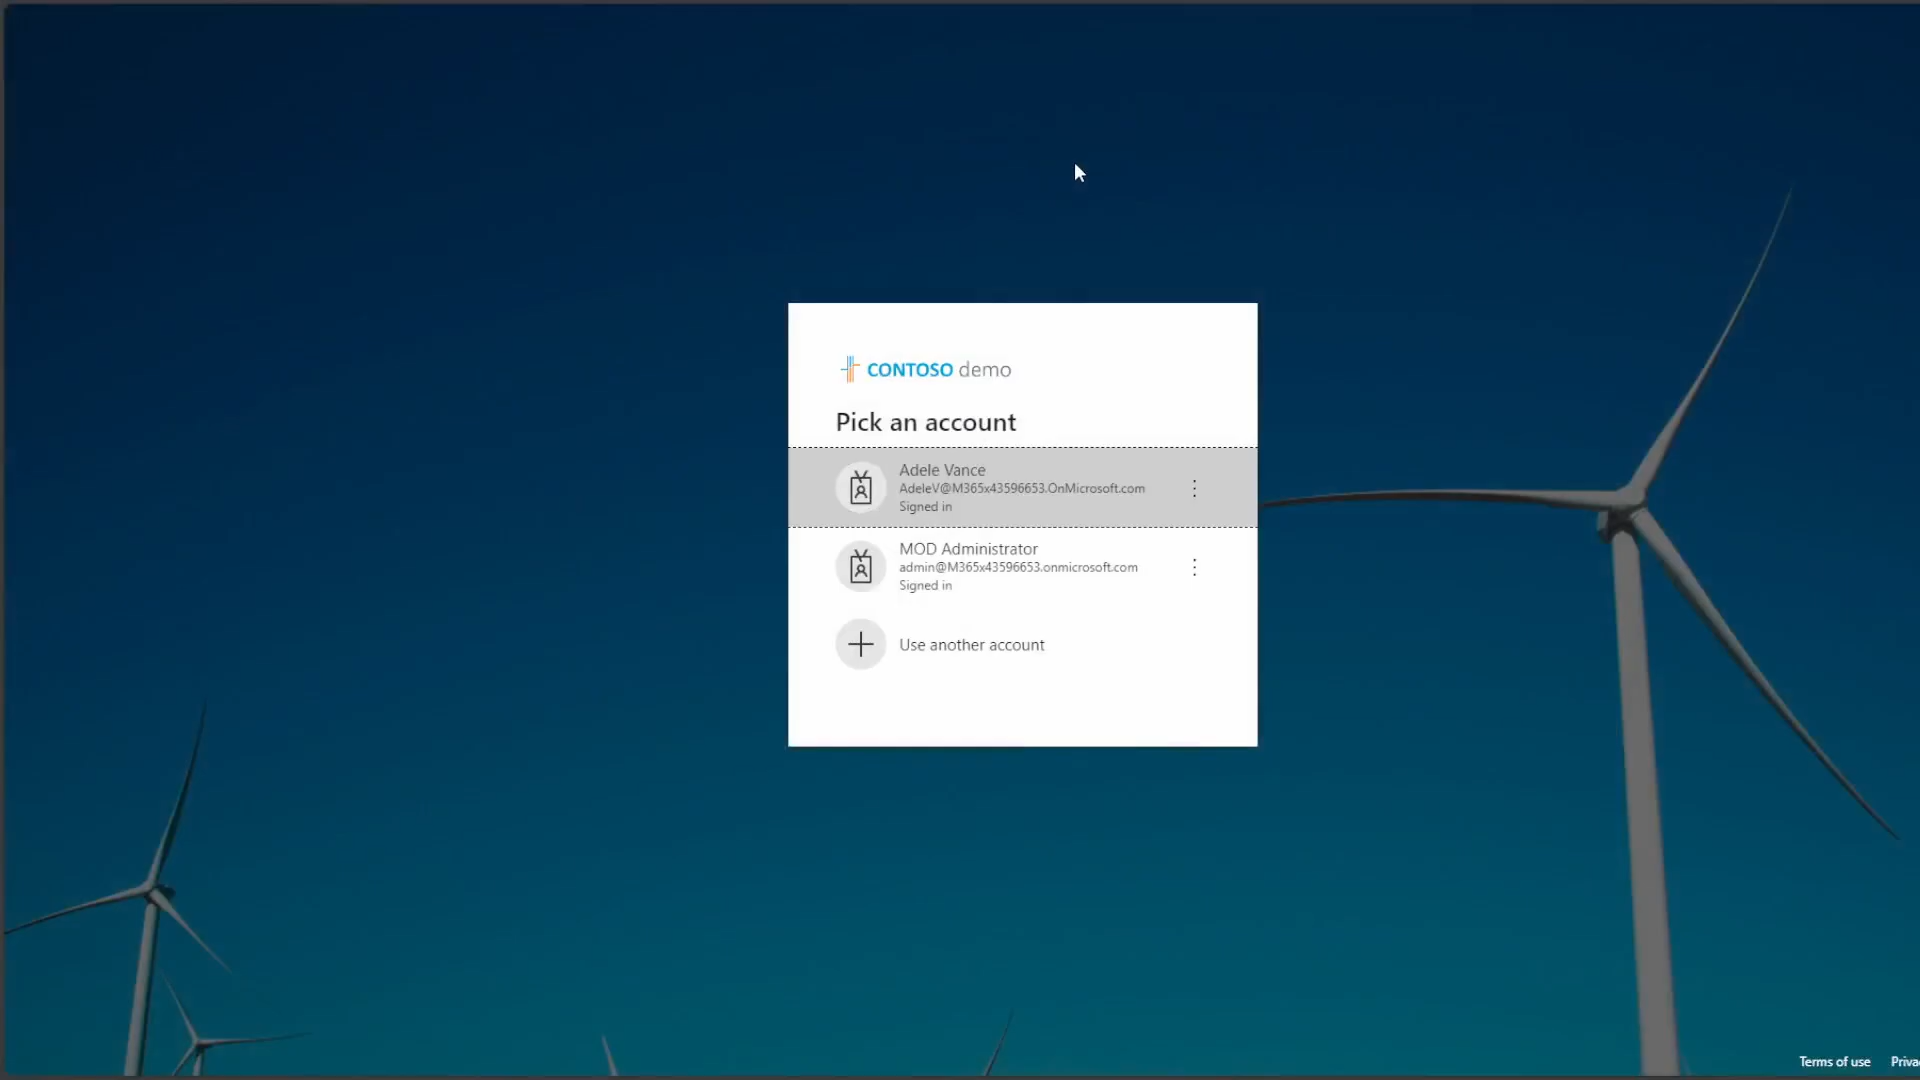 CONTOSO demo
Pick an account
Adele Vance
AdeleV@M365x43596653.OnMicrosoft.com
Signed in
MOD Administrator
admin@M365x43596653.onmicrosoft.com
Signed in
Use another account
Terms of use Priva